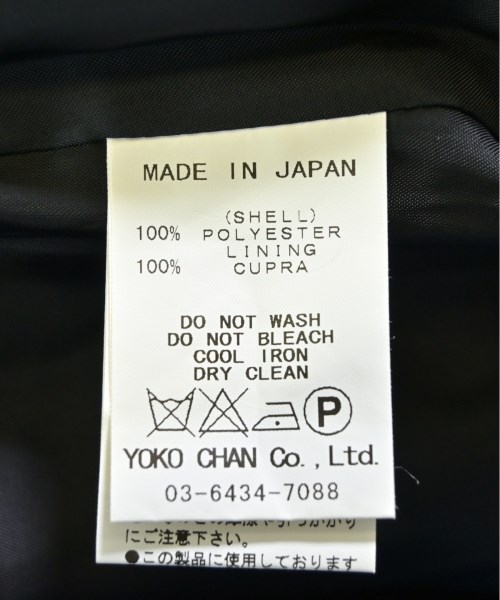 MADE IN JAPAN
(SHELL)
100% POLYESTER
LINING
100% CUPRA
DO NOT WASH
DO NOT BLEACH
COOL IRON
DRY CLEAN
P
YOKO CHAN Co.,Ltd.
03-6434-7088
にご注意下さい。
●この製品に使用しております